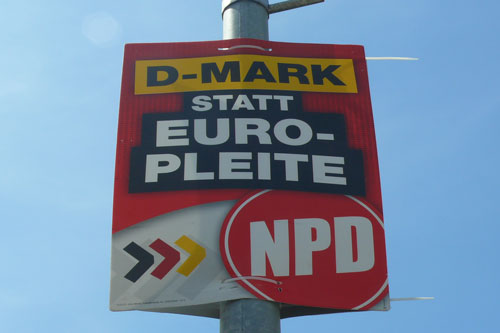 D-MARK
STATT
EURO-
PLEITE
NPD